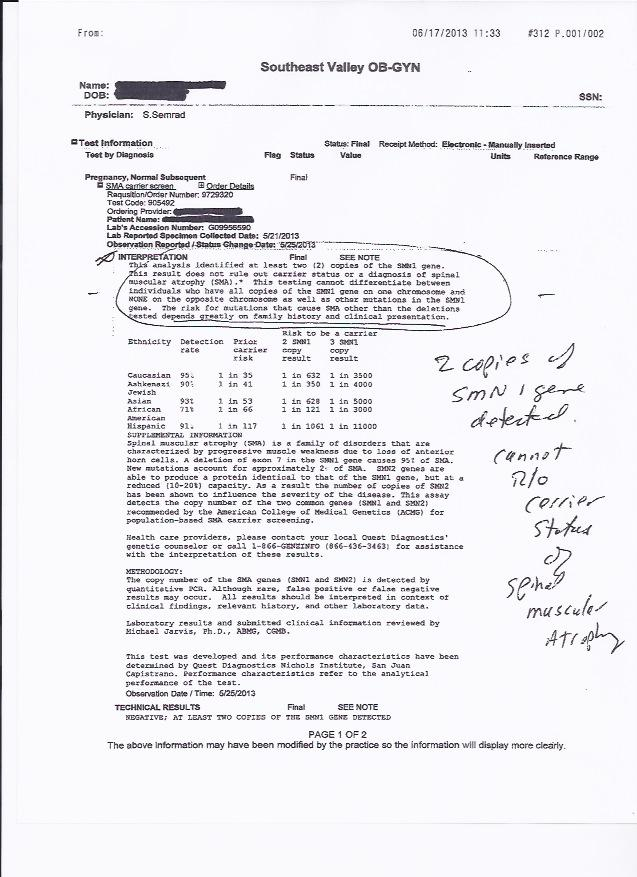 From: 06/17/2013 11:33 #312 P.001/002
Southeast Valley OB-GYN
Name:
DOB: SSN:
Physician: S.Semrad
Test Information Status: Final Receipt Method: Electronic - Manually Inserted
Test by Diagnosis Flag Status Value Units Reference Range
Pregnancy, Normal Subsequent Final
SMA carrier screen Order Details
Requsition/Order Number: 9729320
Test Code: 905492
Ordering Provider:
Patient Name:
Lab's Accession Number: G09956590
Lab Reported Specimen Collected Date: 5/21/2013
Observation Reported / Status Change Date: 5/25/2013
INTERPRETATION Final SEE NOTE
This analysis identified at least two (2) copies of the SMN1 gene.
This result does not rule out carrier status or a diagnosis of spinal
muscular atrophy (SMA).* This testing cannot differentiate between
individuals who have all copies of the SMN1 gene on one chromosome and
NONE on the opposite chromosome as well as other mutations in the SMN1
gene. The risk for mutations that cause SMA other than the deletions
tested depends greatly on family history and clinical presentation.
Risk to be a carrier
Ethnicity Detection Prior 2 SMN1 3 SMN1
rate carrier copy copy
risk result result
Caucasian 95% 1 in 35 1 in 632 1 in 3500
Ashkenazi 90% 1 in 41 1 in 350 1 in 4000
Jewish
Asian 93% 1 in 53 1 in 628 1 in 5000
African 71% 1 in 66 1 in 121 1 in 3000
American
Hispanic 91% 1 in 117 1 in 1061 1 in 11000
SUPPLEMENTAL INFORMATION
Spinal muscular atrophy (SMA) is a family of disorders that are
characterized by progressive muscle weakness due to loss of anterior
horn cells. A deletion of exon 7 in the SMN1 gene causes 95% of SMA.
New mutations account for approximately 2% of SMA. SMN2 genes are
able to produce a protein identical to that of the SMN1 gene, but at a
reduced (10-20%) capacity. As a result the number of copies of SMN2
has been shown to influence the severity of the disease. This assay
detects the copy number of the two common genes (SMN1 and SMN2)
recommended by the American College of Medical Genetics (ACMG) for
population-based SMA carrier screening.
Health care providers, please contact your local Quest Diagnostics'
genetic counselor or call 1-866-GENEINFO (866-436-3463) for assistance
with the interpretation of these results.
METHODOLOGY:
The copy number of the SMA genes (SMN1 and SMN2) is detected by
quantitative PCR. Although rare, false positive or false negative
results may occur. All results should be interpreted in context of
clinical findings, relevant history, and other laboratory data.
Laboratory results and submitted clinical information reviewed by
Michael Jarvis, Ph.D., ABMG, CGMB.
This test was developed and its performance characteristics have been
determined by Quest Diagnostics Nichols Institute, San Juan
Capistrano. Performance characteristics refer to the analytical
performance of the test.
Observation Date / Time: 5/25/2013
TECHNICAL RESULTS Final SEE NOTE
NEGATIVE; AT LEAST TWO COPIES OF THE SMN1 GENE DETECTED
PAGE 1 OF 2
The above information may have been modified by the practice so the information will display more clearly.
2 copies of
SMN 1 gene
detected.
cannot
R/o
carrier
status
of
spinal
muscular
Atrophy